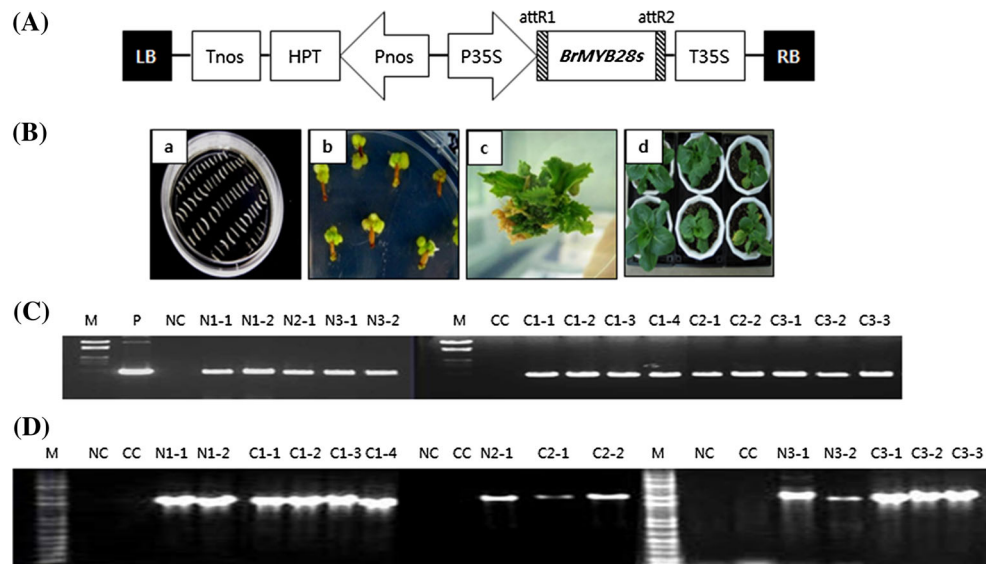 (A)
attR1 attR2
LB Tnos HPT Pnos P35S BrMYB28s T35S RB
(B)
a b c d
(C)
M P NC N1-1 N1-2 N2-1 N3-1 N3-2 M CC C1-1 C1-2 C1-3 C1-4 C2-1 C2-2 C3-1 C3-2 C3-3
(D)
M NC CC N1-1 N1-2 C1-1 C1-2 C1-3 C1-4 NC CC N2-1 C2-1 C2-2 M NC CC N3-1 N3-2 C3-1 C3-2 C3-3